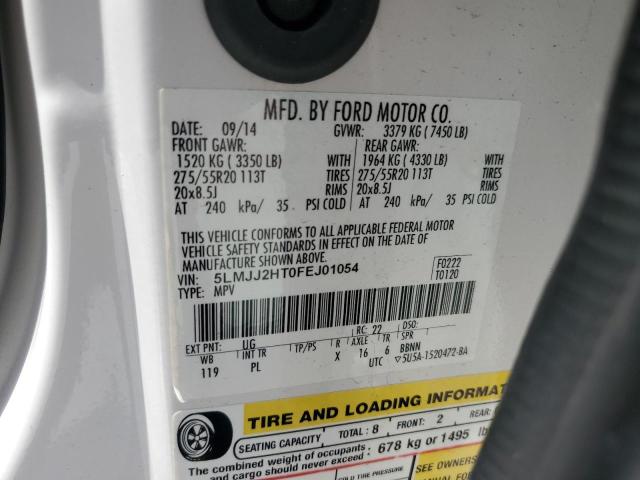 MFD. BY FORD MOTOR CO.
DATE: 09/14 GVWR: 3379 KG (7450 LB)
FRONT GAWR: REAR GAWR:
1520 KG (3350 LB) WITH 1964 KG (4330 LB) WITH
275/55R20 113T TIRES 275/55R20 113T TIRES
20x8.5J RIMS 20x8.5J RIMS
AT 240 kPa/ 35 PSI COLD AT 240 kPa/ 35 PSI COLD
THIS VEHICLE CONFORMS TO ALL APPLICABLE FEDERAL MOTOR
VEHICLE SAFETY STANDARDS IN EFFECT ON THE DATE OF
MANUFACTURE SHOWN ABOVE.
VIN: 5LMJJ2HT0FEJ01054 F0222
TYPE: MPV T0120
EXT PNT: UG RC: 22 DSO:
WB INT TR TP/PS R AXLE TR SPR
119 PL X 16 6 BBNN
UTC ▽5U5A-1520472-BA
TIRE AND LOADING INFORMAT
SEATING CAPACITY TOTAL: 8 FRONT: 2 REAR:
The combined weight of occupants and cargo should never exceed: 678 kg or 1495 lb
COLD TIRE PRESSURE
SEE OWNERS